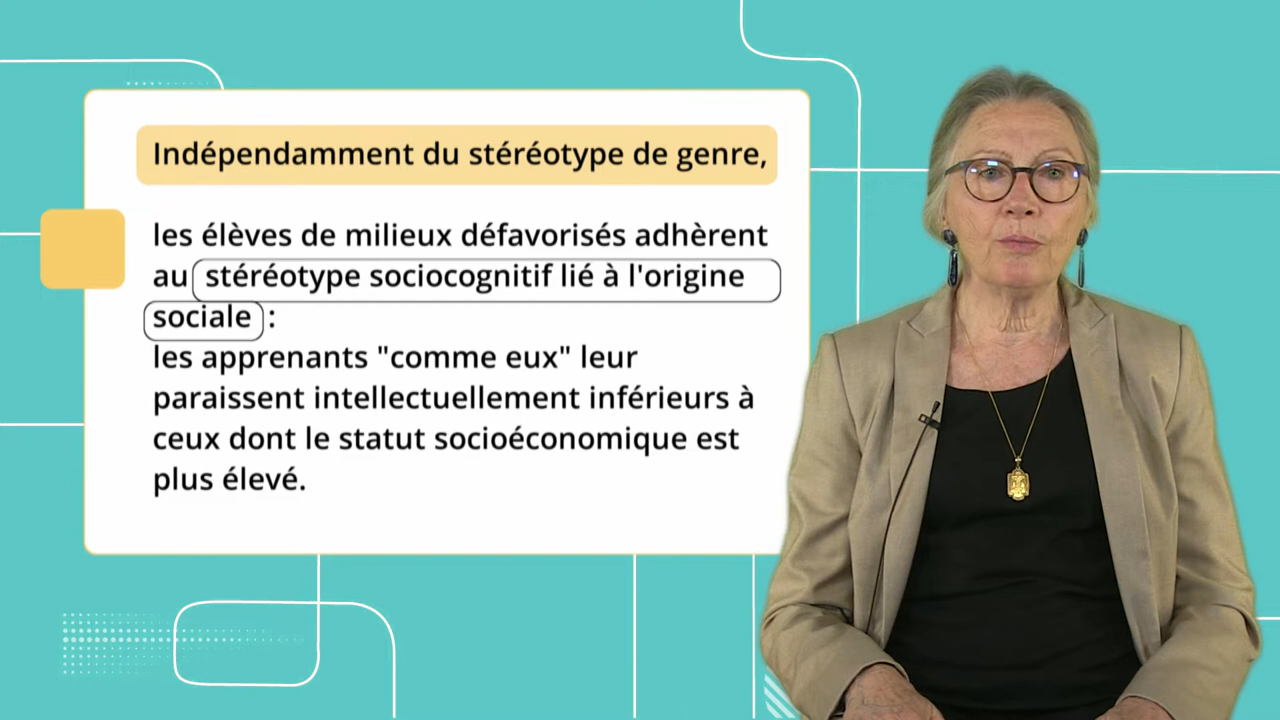 Indépendamment du stéréotype de genre,
les élèves de milieux défavorisés adhèrent
au stéréotype sociocognitif lié à l'origine
sociale :
les apprenants "comme eux" leur
paraissent intellectuellement inférieurs à
ceux dont le statut socioéconomique est
plus élevé.